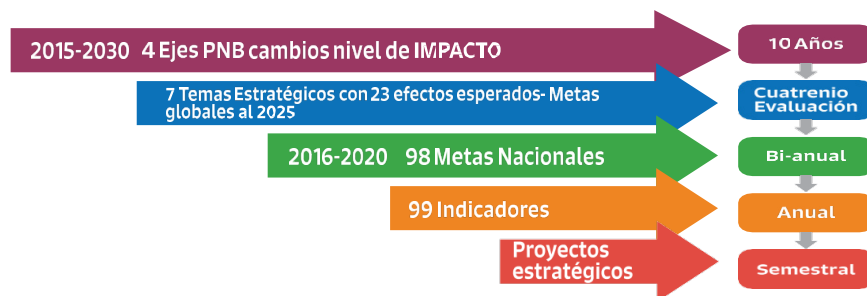 2015-2030 4 Ejes PNB cambios nivel de IMPACTO
10 Años
7 Temas Estratégicos con 23 efectos esperados- Metas
globales al 2025
Cuatrenio
Evaluación
2016-2020 98 Metas Nacionales
Bi-anual
99 Indicadores
Anual
Proyectos
estratégicos
Semestral